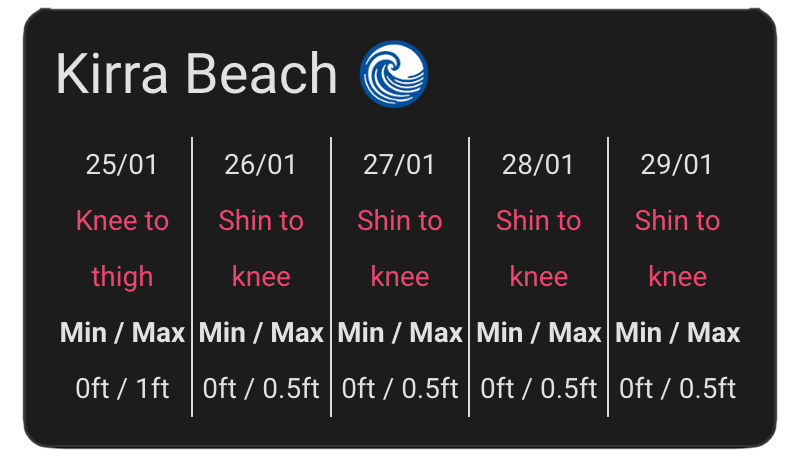 Kirra Beach
25/01 26/01 27/01 28/01 29/01
Knee to Shin to Shin to Shin to Shin to
thigh knee knee knee knee
Min / Max Min / Max Min / Max Min / Max Min / Max
0ft / 1ft 0ft / 0.5ft 0ft / 0.5ft 0ft / 0.5ft 0ft / 0.5ft